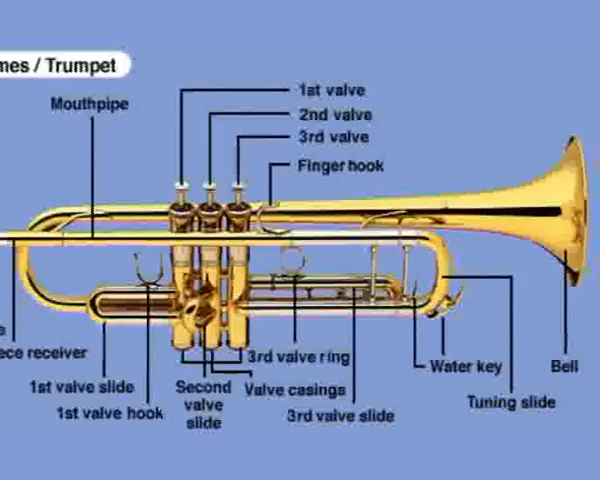 mes / Trumpet
Mouthpipe
1st valve
2nd valve
3rd valve
Finger hook
ece receiver
1st valve slide
1st valve hook
Second
valve
slide
3rd valve ring
Valve casings
3rd valve slide
Water key
Tuning slide
Bell